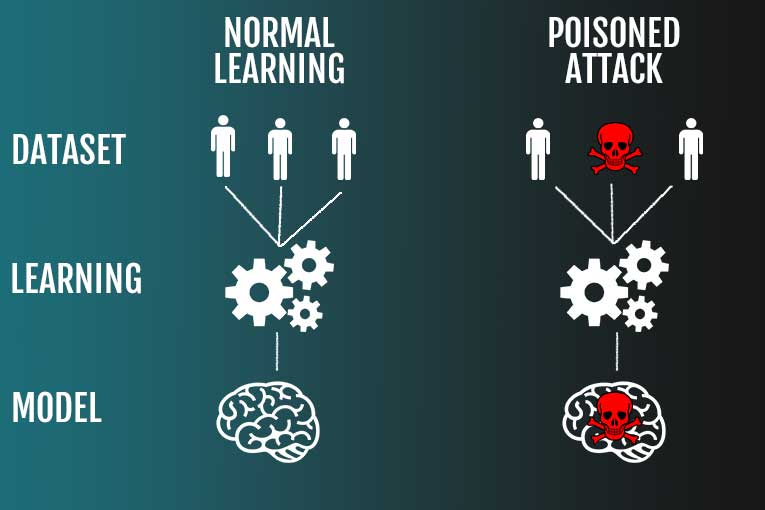 NORMAL
LEARNING
POISONED
ATTACK
DATASET
LEARNING
MODEL